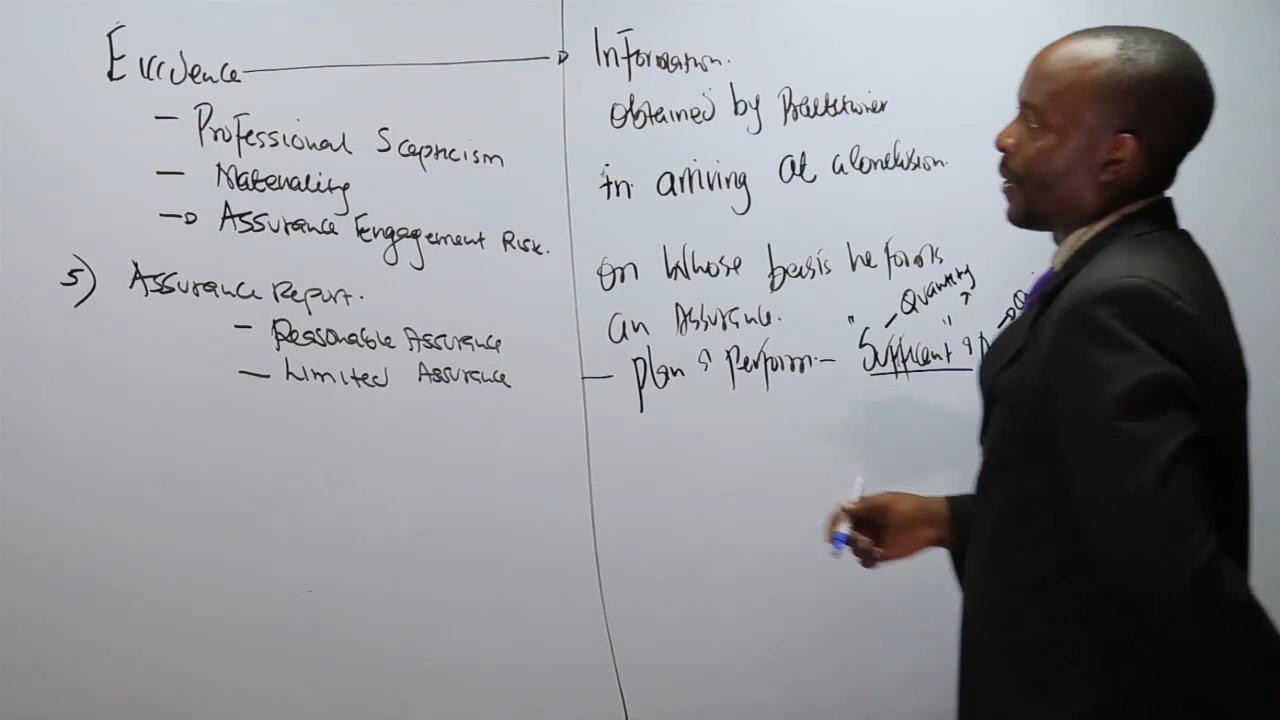 Evidence
- Professional Scepticism
- Materiality
→ Assurance Engagement Risk.
5) Assurance Report.
- Reasonable Assurance
- Limited Assurance
Information.
obtained by Practitioner
in arriving at a conclusion.
on whose basis he forms
an Assurance.
- Quantity
- Plan & Perform - "Sufficient" &